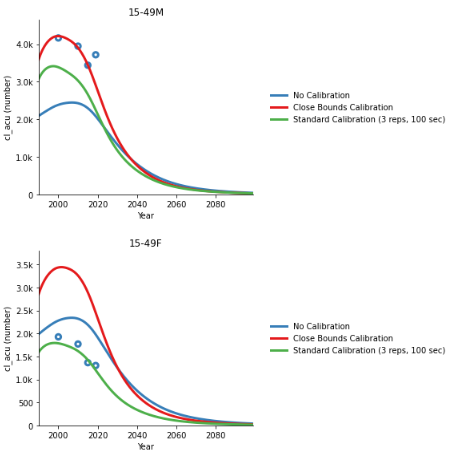 15-49M
cl_acu (number)
4.0k
3.0k
2.0k
1.0k
0
2000 2020 2040 2060 2080
Year
No Calibration
Close Bounds Calibration
Standard Calibration (3 reps, 100 sec)
15-49F
cl_acu (number)
3.5k
3.0k
2.5k
2.0k
1.5k
1.0k
500
0
2000 2020 2040 2060 2080
Year
No Calibration
Close Bounds Calibration
Standard Calibration (3 reps, 100 sec)